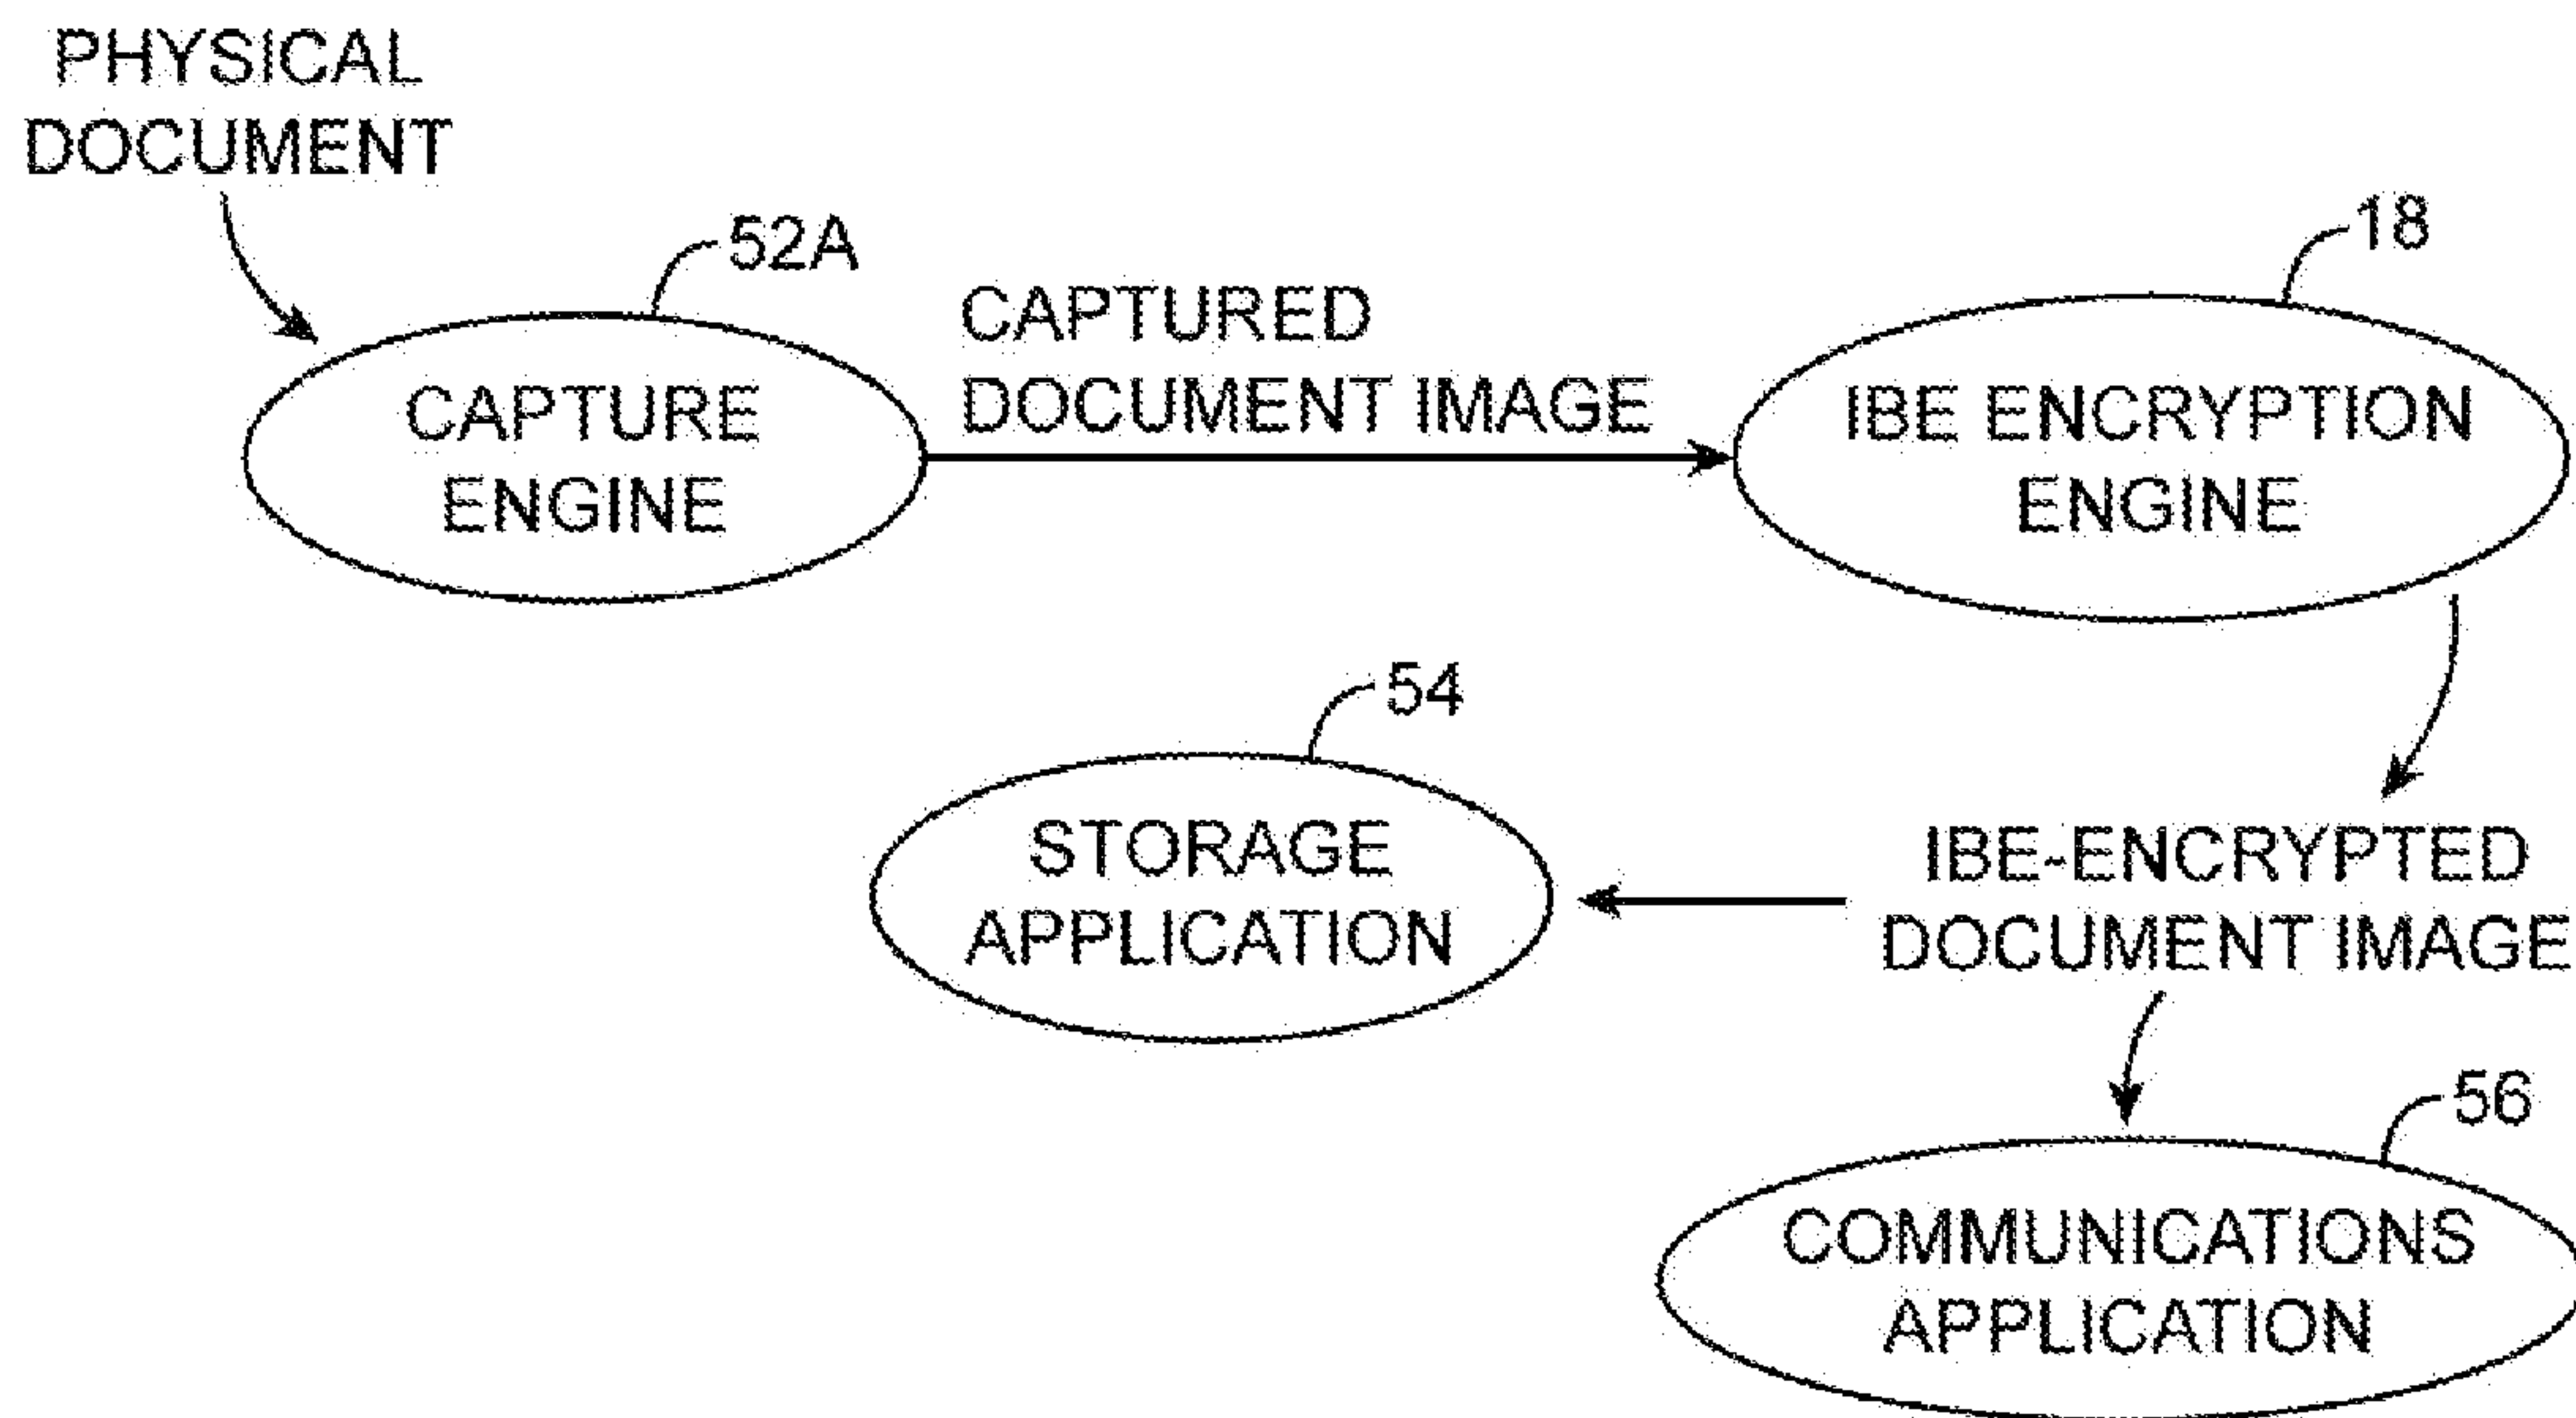 PHYSICAL
DOCUMENT
52A
CAPTURE
ENGINE
CAPTURED
DOCUMENT IMAGE
18
IBE ENCRYPTION
ENGINE
54
STORAGE
APPLICATION
IBE-ENCRYPTED
DOCUMENT IMAGE
56
COMMUNICATIONS
APPLICATION